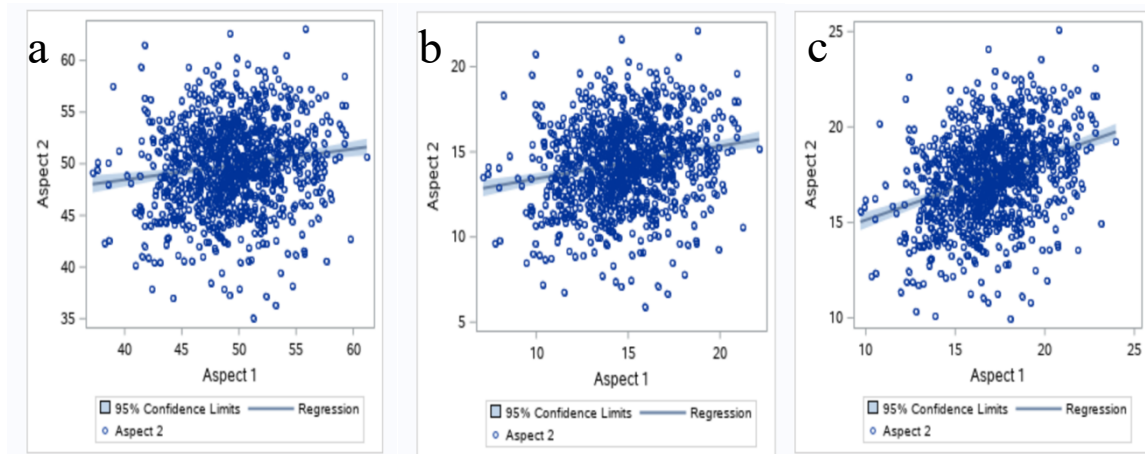 a
60
55
50
45
40
35
Aspect 2
40 45 50 55 60
Aspect 1
95% Confidence Limits Regression
Aspect 2
b
20
15
10
5
Aspect 2
10 15 20
Aspect 1
95% Confidence Limits Regression
Aspect 2
c
25
20
15
10
Aspect 2
10 15 20 25
Aspect 1
95% Confidence Limits Regression
Aspect 2